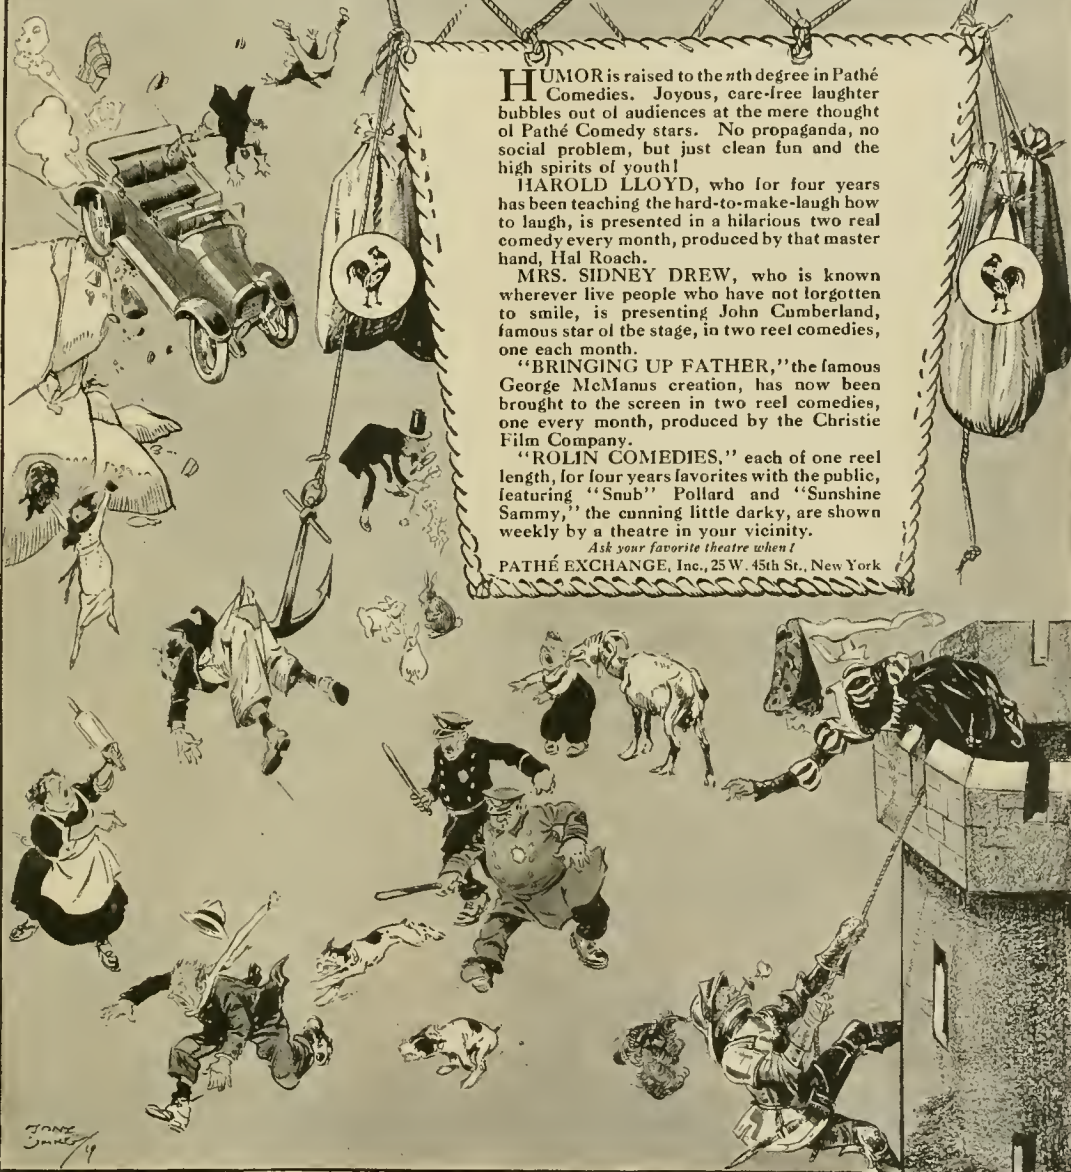 HUMOR is raised to the nth degree in Pathé
Comedies. Joyous, care-free laughter
bubbles out of audiences at the mere thought
of Pathé Comedy stars. No propaganda, no
social problem, but just clean fun and the
high spirits of youth!
HAROLD LLOYD, who for four years
has been teaching the hard-to-make-laugh how
to laugh, is presented in a hilarious two real
comedy every month, produced by that master
hand, Hal Roach.
MRS. SIDNEY DREW, who is known
wherever live people who have not forgotten
to smile, is presenting John Cumberland,
famous star of the stage, in two reel comedies,
one each month.
"BRINGING UP FATHER," the famous
George McManus creation, has now been
brought to the screen in two reel comedies,
one every month, produced by the Christie
Film Company.
"ROLIN COMEDIES," each of one reel
length, for four years favorites with the public,
featuring "Snub" Pollard and "Sunshine
Sammy," the cunning little darky, are shown
weekly by a theatre in your vicinity.
Ask your favorite theatre when!
PATHÉ EXCHANGE, Inc., 25 W. 45th St., New York
TONY
/19